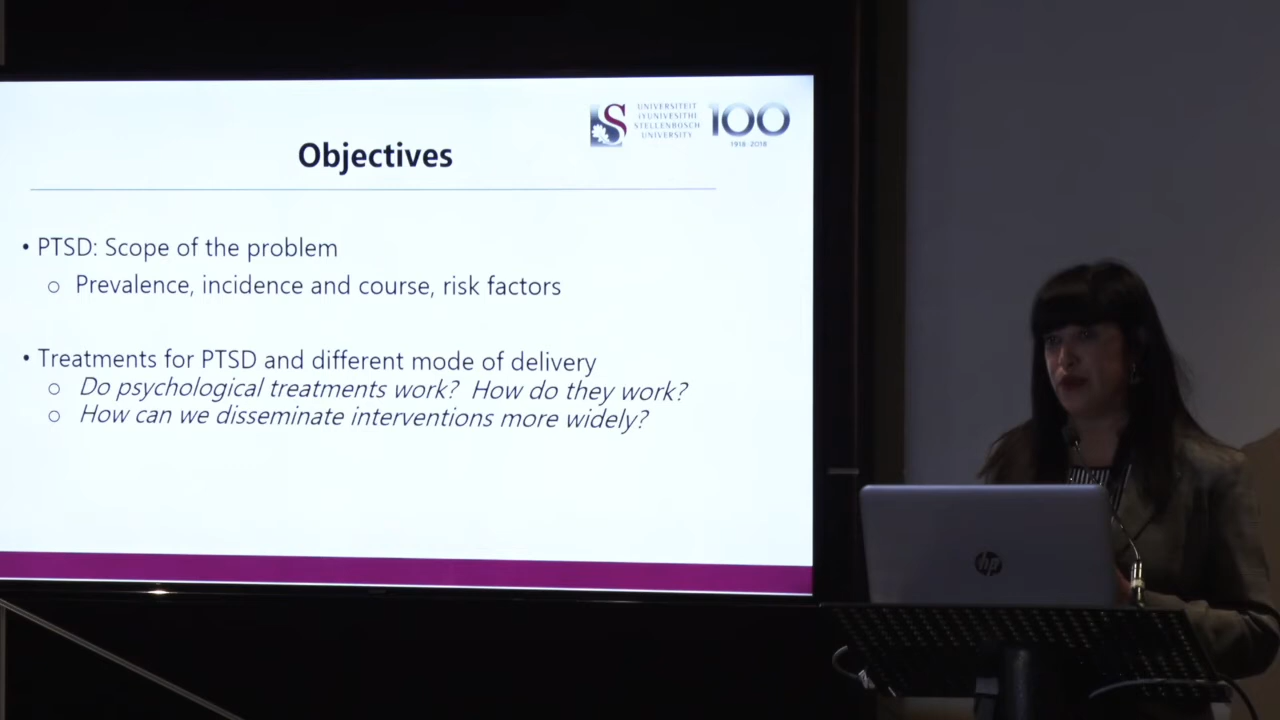 UNIVERSITEIT
IYUNIVESITHI
STELLENBOSCH
UNIVERSITY
100
1918 · 2018
Objectives
• PTSD: Scope of the problem
o Prevalence, incidence and course, risk factors
• Treatments for PTSD and different mode of delivery
o Do psychological treatments work? How do they work?
o How can we disseminate interventions more widely?
hp